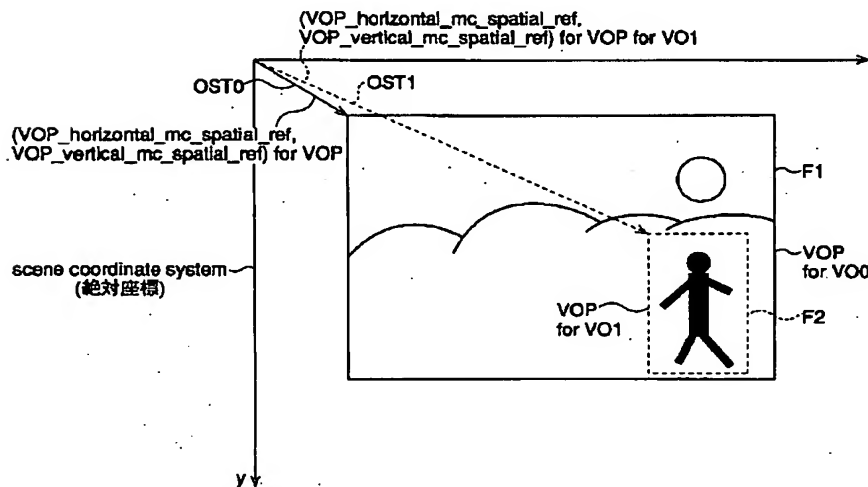 (VOP_horizontal_mc_spatial_ref,
VOP_vertical_mc_spatial_ref) for VOP for VO1
OST0
OST1
(VOP_horizontal_mc_spatial_ref,
VOP_vertical_mc_spatial_ref) for VOP
F1
scene coordinate system
(絶対座標)
VOP
for VO0
VOP
for VO1
F2
y